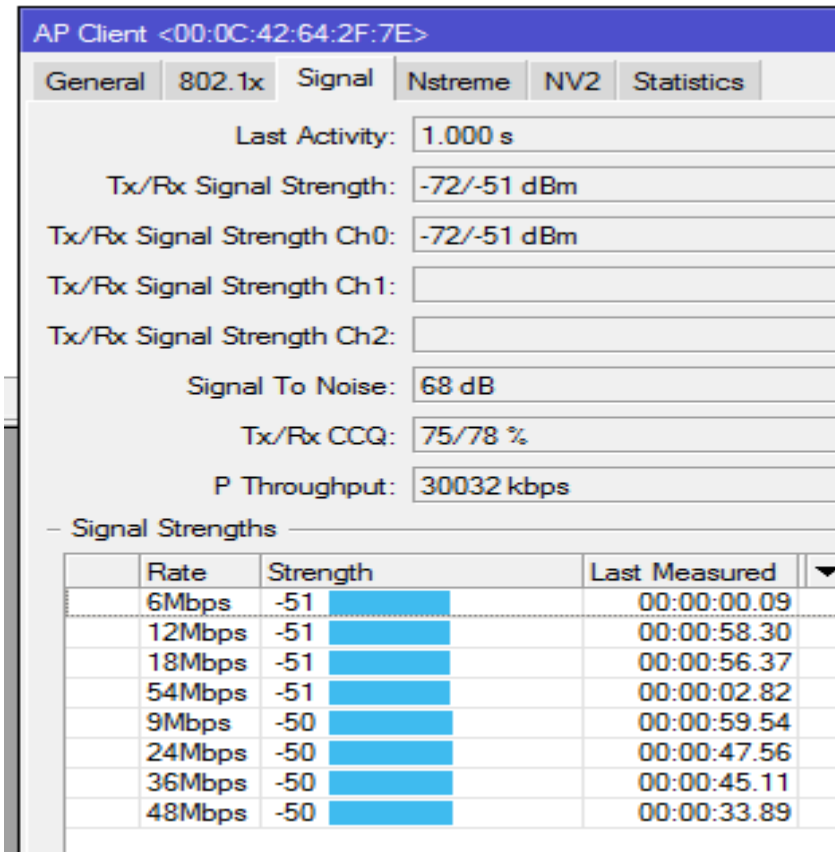 AP Client <00:0C:42:64:2F:7E>
General 802.1x Signal Nstreme NV2 Statistics
Last Activity: 1.000 s
Tx/Rx Signal Strength: -72/-51 dBm
Tx/Rx Signal Strength Ch0: -72/-51 dBm
Tx/Rx Signal Strength Ch1:
Tx/Rx Signal Strength Ch2:
Signal To Noise: 68 dB
Tx/Rx CCQ: 75/78 %
P Throughput: 30032 kbps
Signal Strengths
Rate Strength Last Measured
6Mbps -51 00:00:00.09
12Mbps -51 00:00:58.30
18Mbps -51 00:00:56.37
54Mbps -51 00:00:02.82
9Mbps -50 00:00:59.54
24Mbps -50 00:00:47.56
36Mbps -50 00:00:45.11
48Mbps -50 00:00:33.89